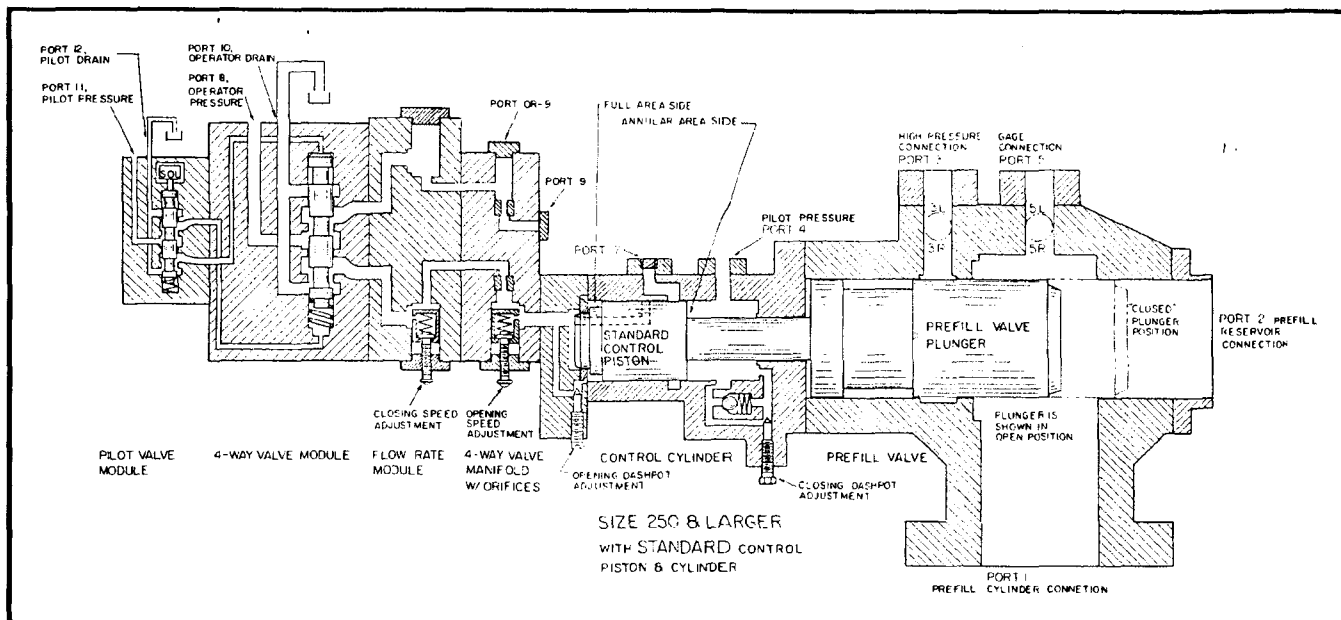 PORT 12,
PILOT DRAIN
PORT 11,
PILOT PRESSURE
PORT 10,
OPERATOR DRAIN
PORT 8,
OPERATOR
PRESSURE
SOL
PORT OR-9
PORT 9
FULL AREA SIDE
ANNULAR AREA SIDE
PORT 7
PILOT PRESSURE
PORT 4
HIGH PRESSURE
CONNECTION
PORT 3
GAGE
CONNECTION
PORT 5
3L
3R
5L
5R
STANDARD
CONTROL
PISTON
PREFILL VALVE
PLUNGER
"CLOSED"
PLUNGER
POSITION
PORT 2 PREFILL
RESERVOIR
CONNECTION
PLUNGER IS
SHOWN IN
OPEN POSITION
CLOSING SPEED
ADJUSTMENT
OPENING
SPEED
ADJUSTMENT
PILOT VALVE
MODULE
4-WAY VALVE MODULE
FLOW RATE
MODULE
4-WAY VALVE
MANIFOLD
W/ORIFICES
CONTROL CYLINDER
PREFILL VALVE
OPENING DASHPOT
ADJUSTMENT
CLOSING DASHPOT
ADJUSTMENT
SIZE 250 & LARGER
WITH STANDARD CONTROL
PISTON & CYLINDER
PORT 1
PREFILL CYLINDER CONNETION